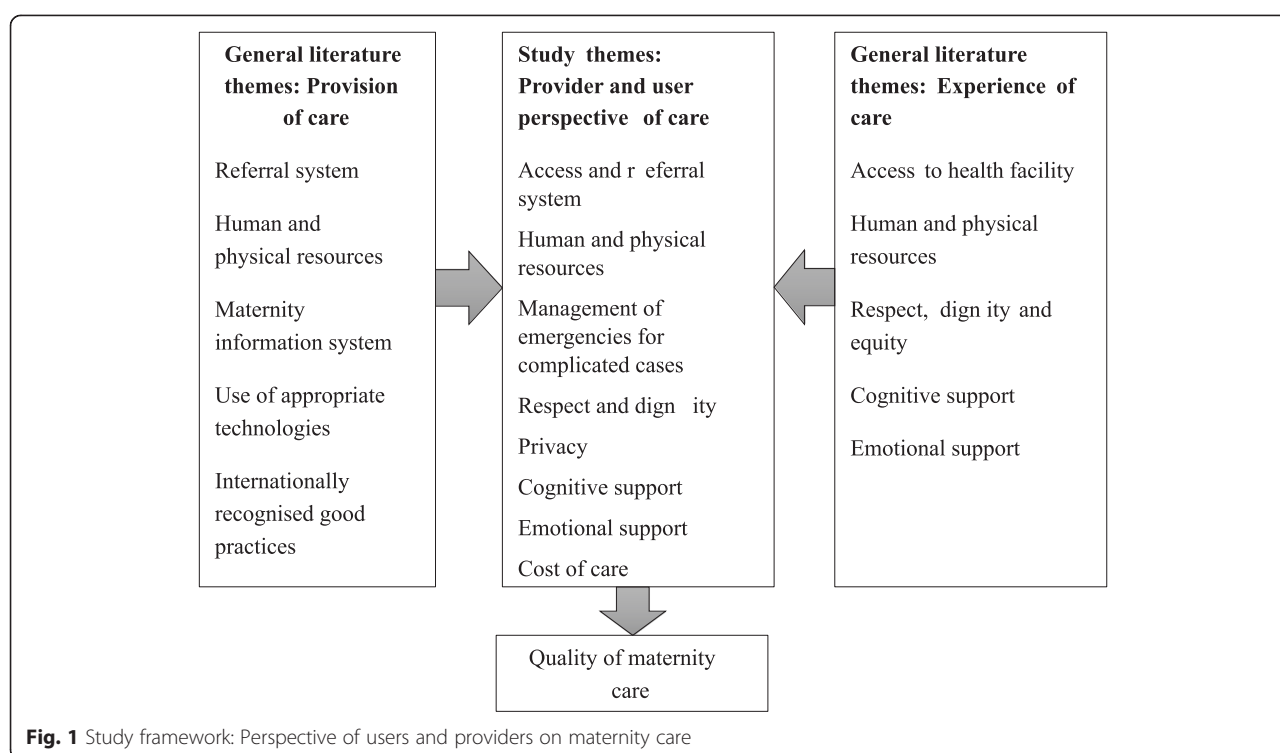 General literature
themes: Provision
of care
Referral system
Human and
physical resources
Maternity
information system
Use of appropriate
technologies
Internationally
recognised good
practices
Study themes:
Provider and user
perspective of care
Access and r eferral
system
Human and physical
resources
Management of
emergencies for
complicated cases
Respect and dign ity
Privacy
Cognitive support
Emotional support
Cost of care
General literature
themes: Experience of
care
Access to health facility
Human and physical
resources
Respect, dign ity and
equity
Cognitive support
Emotional support
Quality of maternity
care
Fig. 1 Study framework: Perspective of users and providers on maternity care